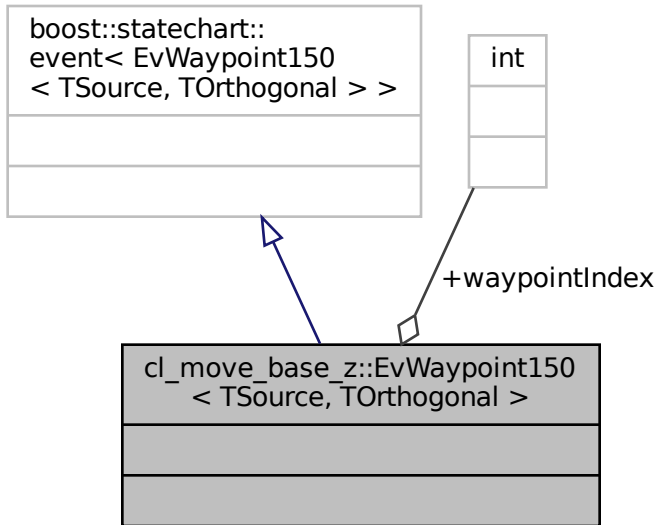 boost::statechart::
event< EvWaypoint150
< TSource, TOrthogonal > >
int
+waypointIndex
cl_move_base_z::EvWaypoint150
< TSource, TOrthogonal >